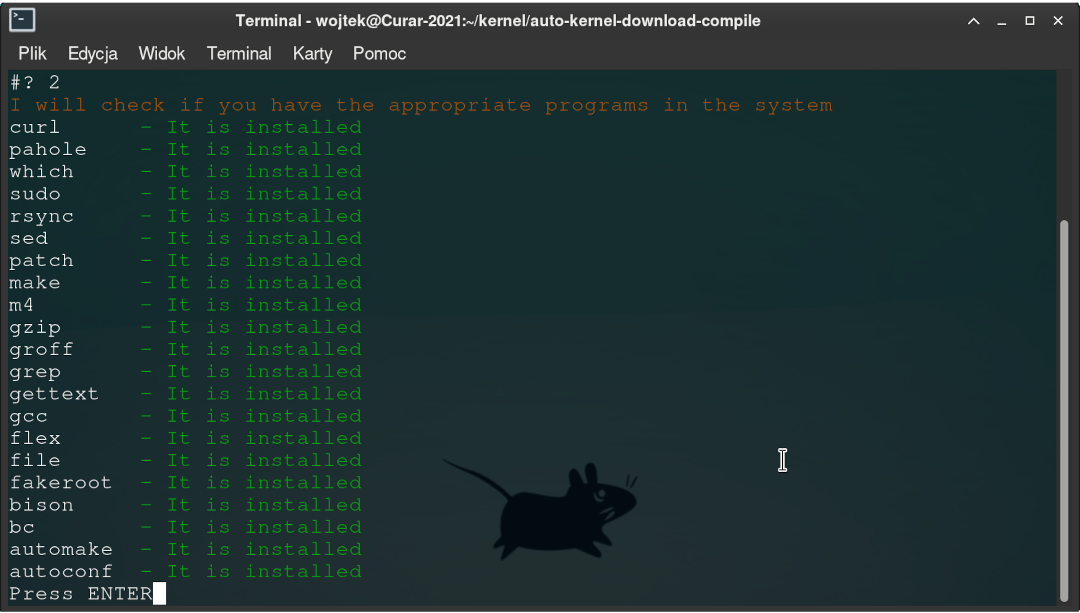 Terminal - wojtek@Curar-2021:~/kernel/auto-kernel-download-compile
Plik Edycja Widok Terminal Karty Pomoc
#? 2
I will check if you have the appropriate programs in the system
curl - It is installed
pahole - It is installed
which - It is installed
sudo - It is installed
rsync - It is installed
sed - It is installed
patch - It is installed
make - It is installed
m4 - It is installed
gzip - It is installed
groff - It is installed
grep - It is installed
gettext - It is installed
gcc - It is installed
flex - It is installed
file - It is installed
fakeroot - It is installed
bison - It is installed
bc - It is installed
automake - It is installed
autoconf - It is installed
Press ENTER